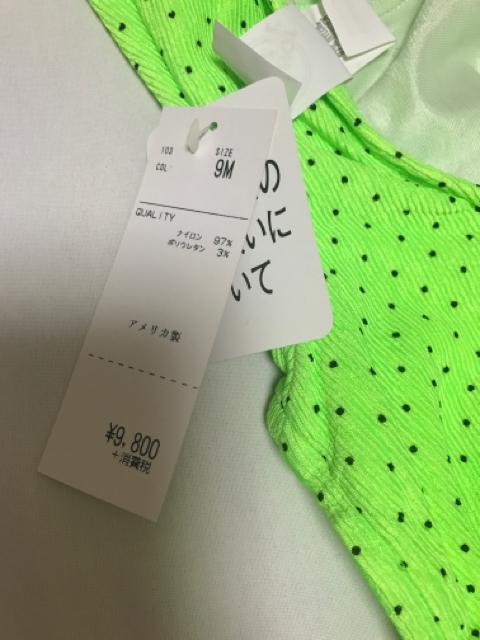 103 SIZE
COL 9M
QUALITY
ナイロン 97%
ポリウレタン 3%
アメリカ製
¥9,800
+消費税
の
いに
いて